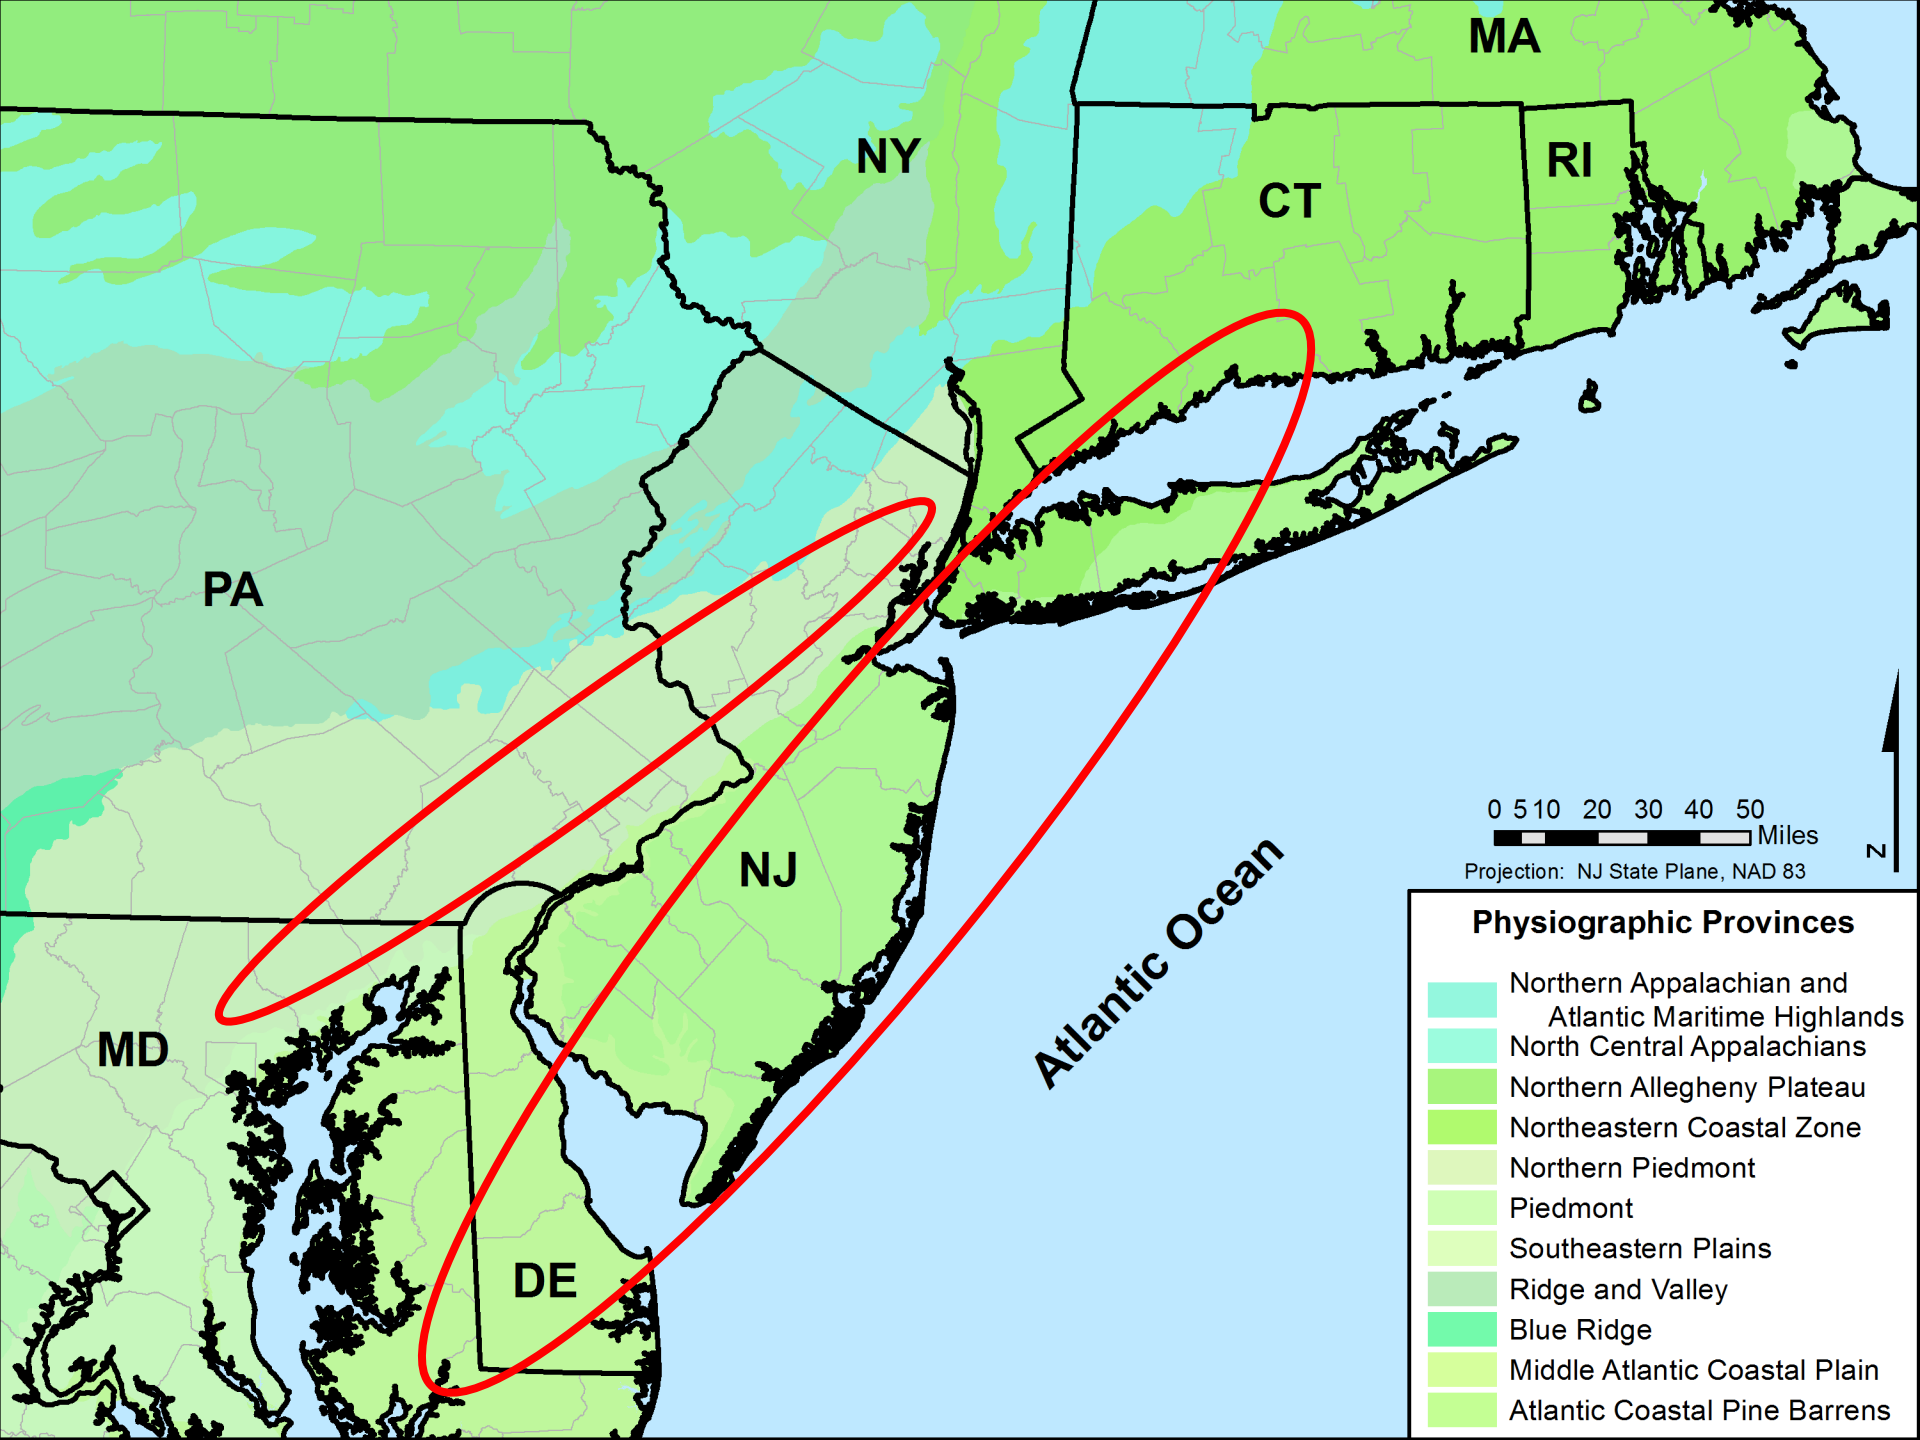 MA
NY
RI
CT
PA
NJ
MD
DE
Atlantic Ocean
0 5 10 20 30 40 50
Miles
Projection: NJ State Plane, NAD 83
N
Physiographic Provinces
Northern Appalachian and
Atlantic Maritime Highlands
North Central Appalachians
Northern Allegheny Plateau
Northeastern Coastal Zone
Northern Piedmont
Piedmont
Southeastern Plains
Ridge and Valley
Blue Ridge
Middle Atlantic Coastal Plain
Atlantic Coastal Pine Barrens